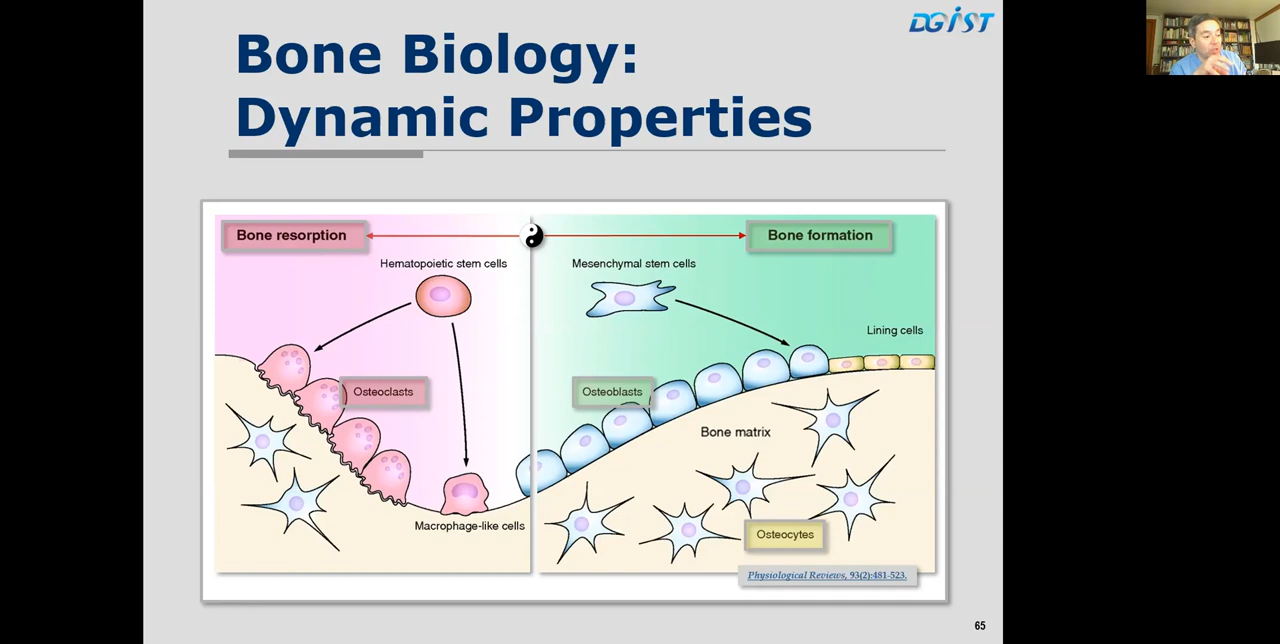 DGIST
Bone Biology:
Dynamic Properties
Bone resorption
Bone formation
Hematopoietic stem cells
Mesenchymal stem cells
Lining cells
Osteoclasts
Osteoblasts
Bone matrix
Macrophage-like cells
Osteocytes
Physiological Reviews, 93(2):481-523.
65